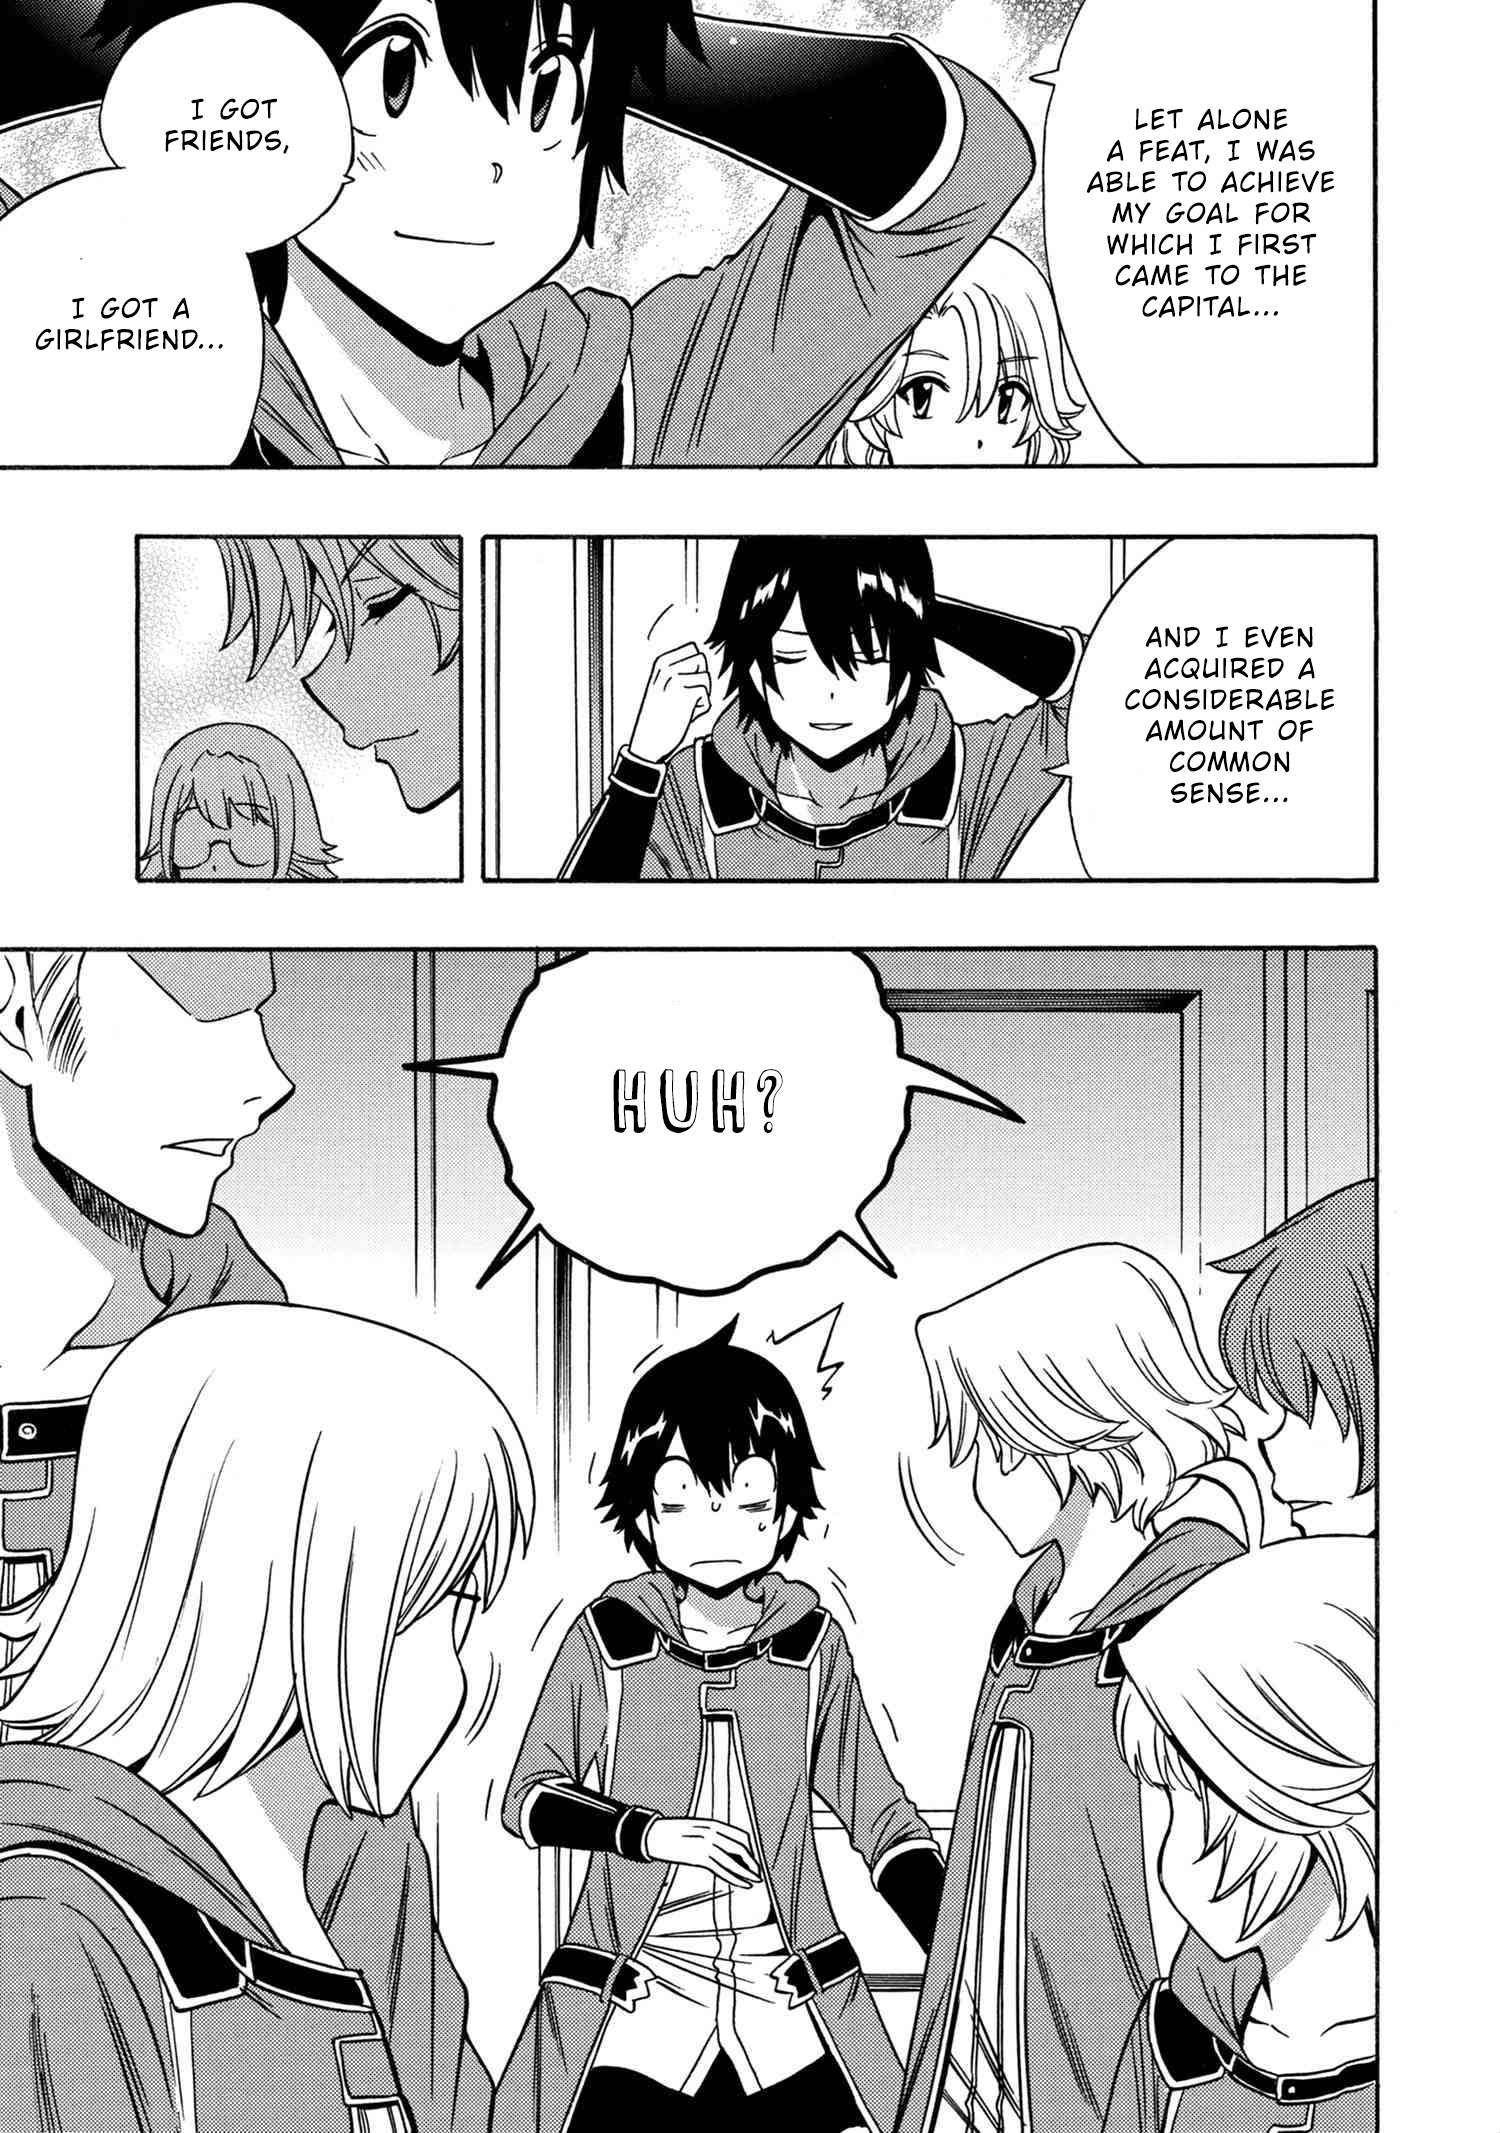 LET ALONE
A FEAT, I WAS
ABLE TO ACHIEVE
MY GOAL FOR
WHICH I FIRST
CAME TO THE
CAPITAL...
I GOT
FRIENDS,
I GOT A
GIRLFRIEND...
AND I EVEN
ACQUIRED A
CONSIDERABLE
AMOUNT OF
COMMON
SENSE...
HUH?